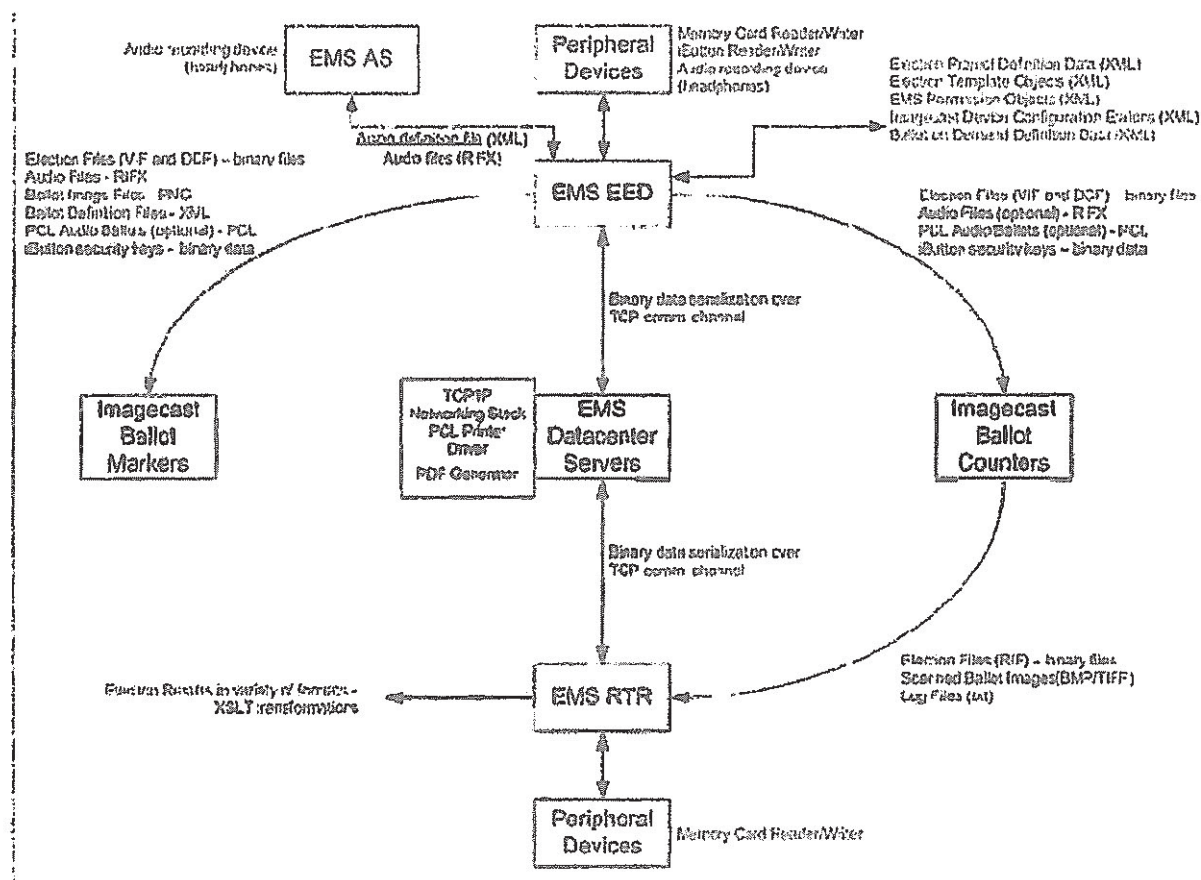 Audio recording device
(headphones)
EMS AS
Peripheral
Devices
Memory Card Reader/Writer
iButton Reader/Writer
Audio recording device
(headphones)
Election Project Definition Data (XML)
Election Template Objects (XML)
EMS Permission Objects (XML)
Imagecast Device Configuration Entries (XML)
Ballot on Demand Definition Data (XML)
Audio definition file (XML)
Audio files (RIFX)
EMS EED
Election Files (VIF and DCF) – binary files
Audio Files - RIFX
Ballot Image Files - PNG
Ballot Definition Files - XML
PCL Audio Ballots (optional) - PCL
iButton security keys – binary data
Election Files (VIF and DCF) – binary files
Audio Files (optional) - RIFX
PCL Audio Ballots (optional) - PCL
iButton security keys – binary data
Binary data serialization over
TCP comm channel
Imagecast
Ballot
Markers
TCP/IP
Networking Stack
PCL Printer
Driver
PDF Generator
EMS
Datacenter
Servers
Imagecast
Ballot
Counters
Binary data serialization over
TCP comm channel
Election Files (RIF) – binary files
Scanned Ballot Images(BMP/TIFF)
Log Files (txt)
Election Results in variety of formats -
XSLT transformations
EMS RTR
Peripheral
Devices
Memory Card Reader/Writer